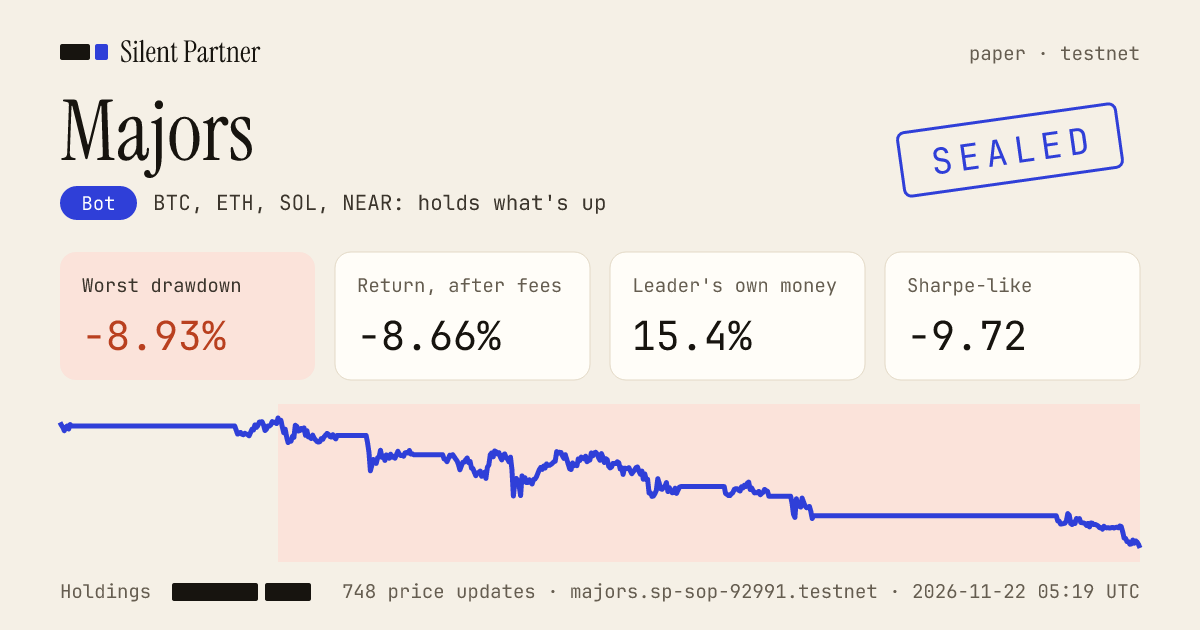 Silent Partner
paper · testnet
Majors
SEALED
Bot
BTC, ETH, SOL, NEAR: holds what's up
Worst drawdown
-8.93%
Return, after fees
-8.66%
Leader's own money
15.4%
Sharpe-like
-9.72
Holdings
748 price updates · majors.sp-sop-92991.testnet · 2026-11-22 05:19 UTC